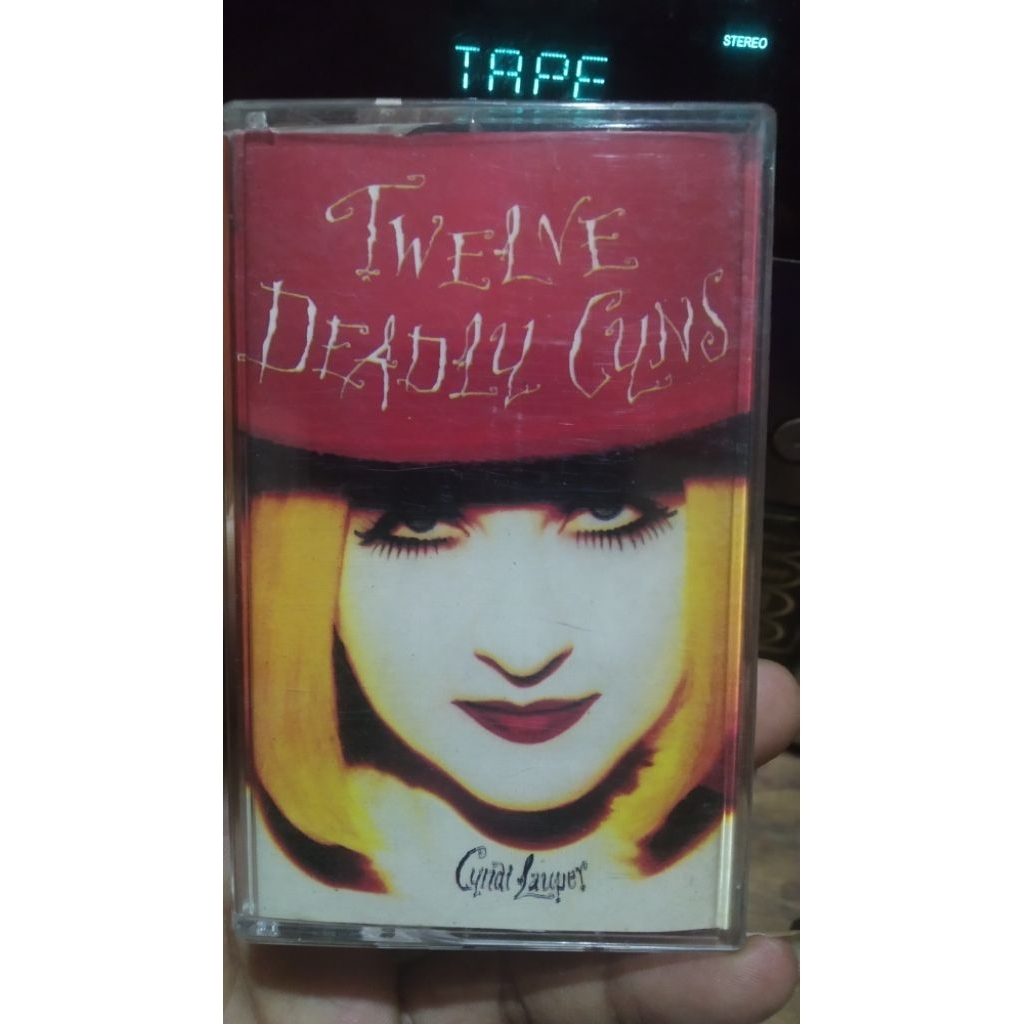 STEREO
TAPE
TWELVE
DEADLY CYNS
Cyndi Lauper